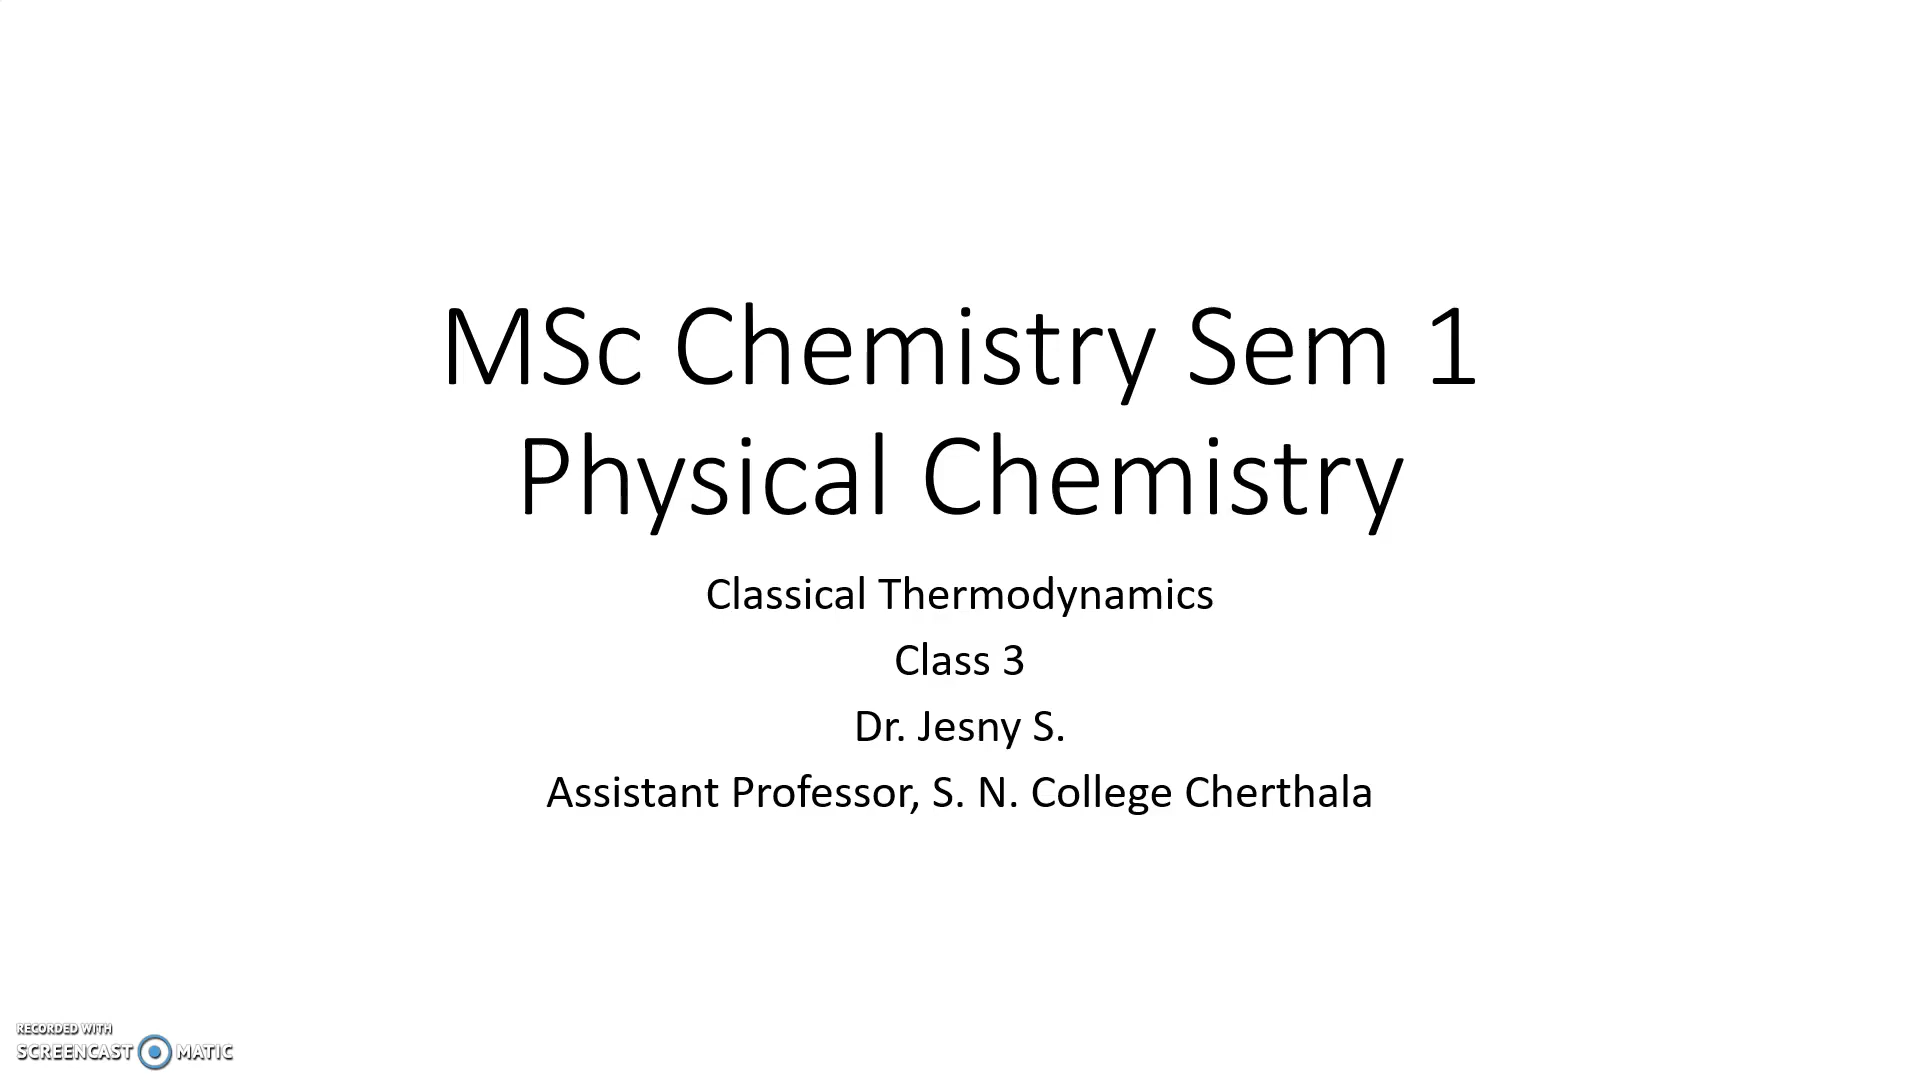 MSc Chemistry Sem 1
Physical Chemistry
Classical Thermodynamics
Class 3
Dr. Jesny S.
Assistant Professor, S. N. College Cherthala
RECORDED WITH
SCREENCAST MATIC